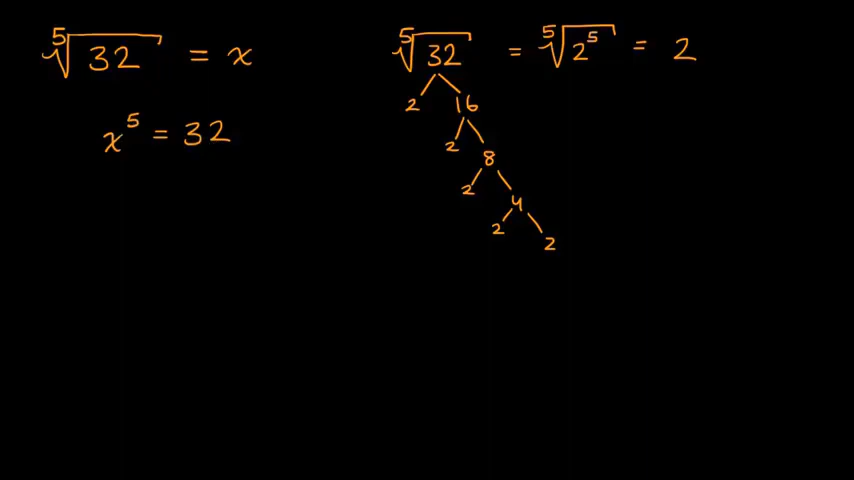 ⁵√32 = x
x⁵ = 32
⁵√32 = ⁵√2⁵ = 2
2 16
2 8
2 4
2 2